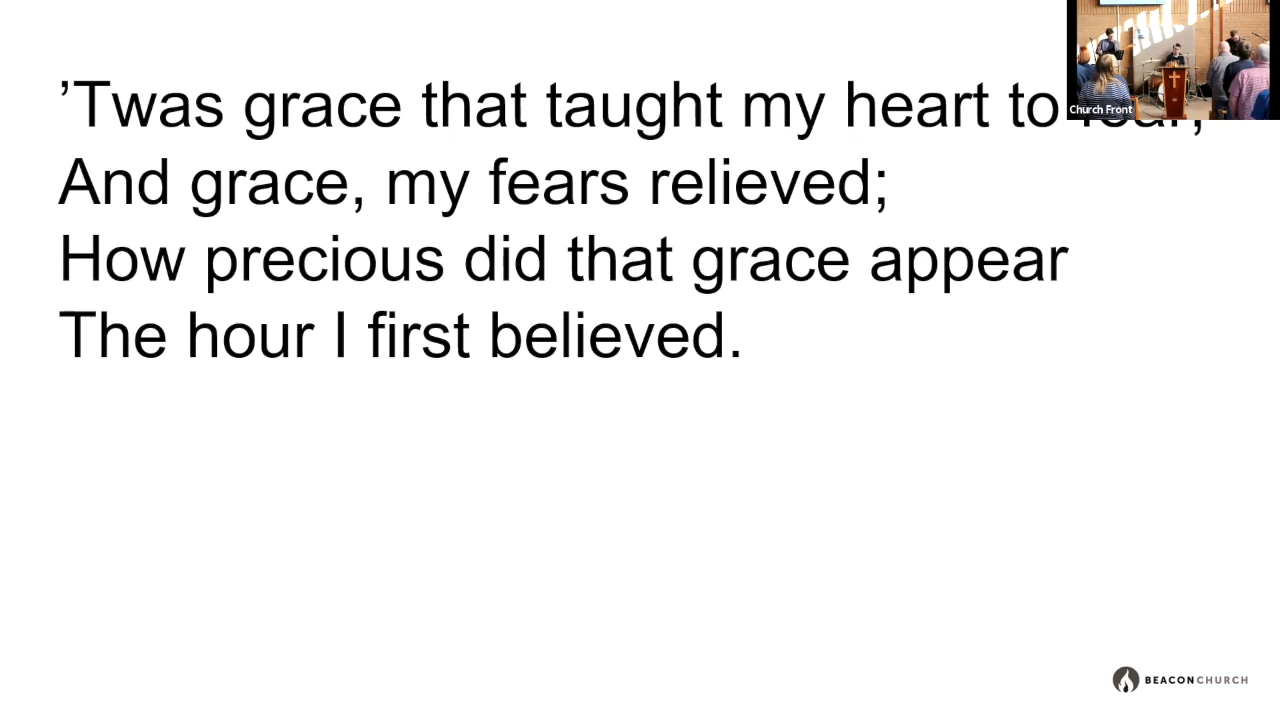 ’Twas grace that taught my heart to
And grace, my fears relieved;
How precious did that grace appear
The hour I first believed.
Church Front
BEACONCHURCH